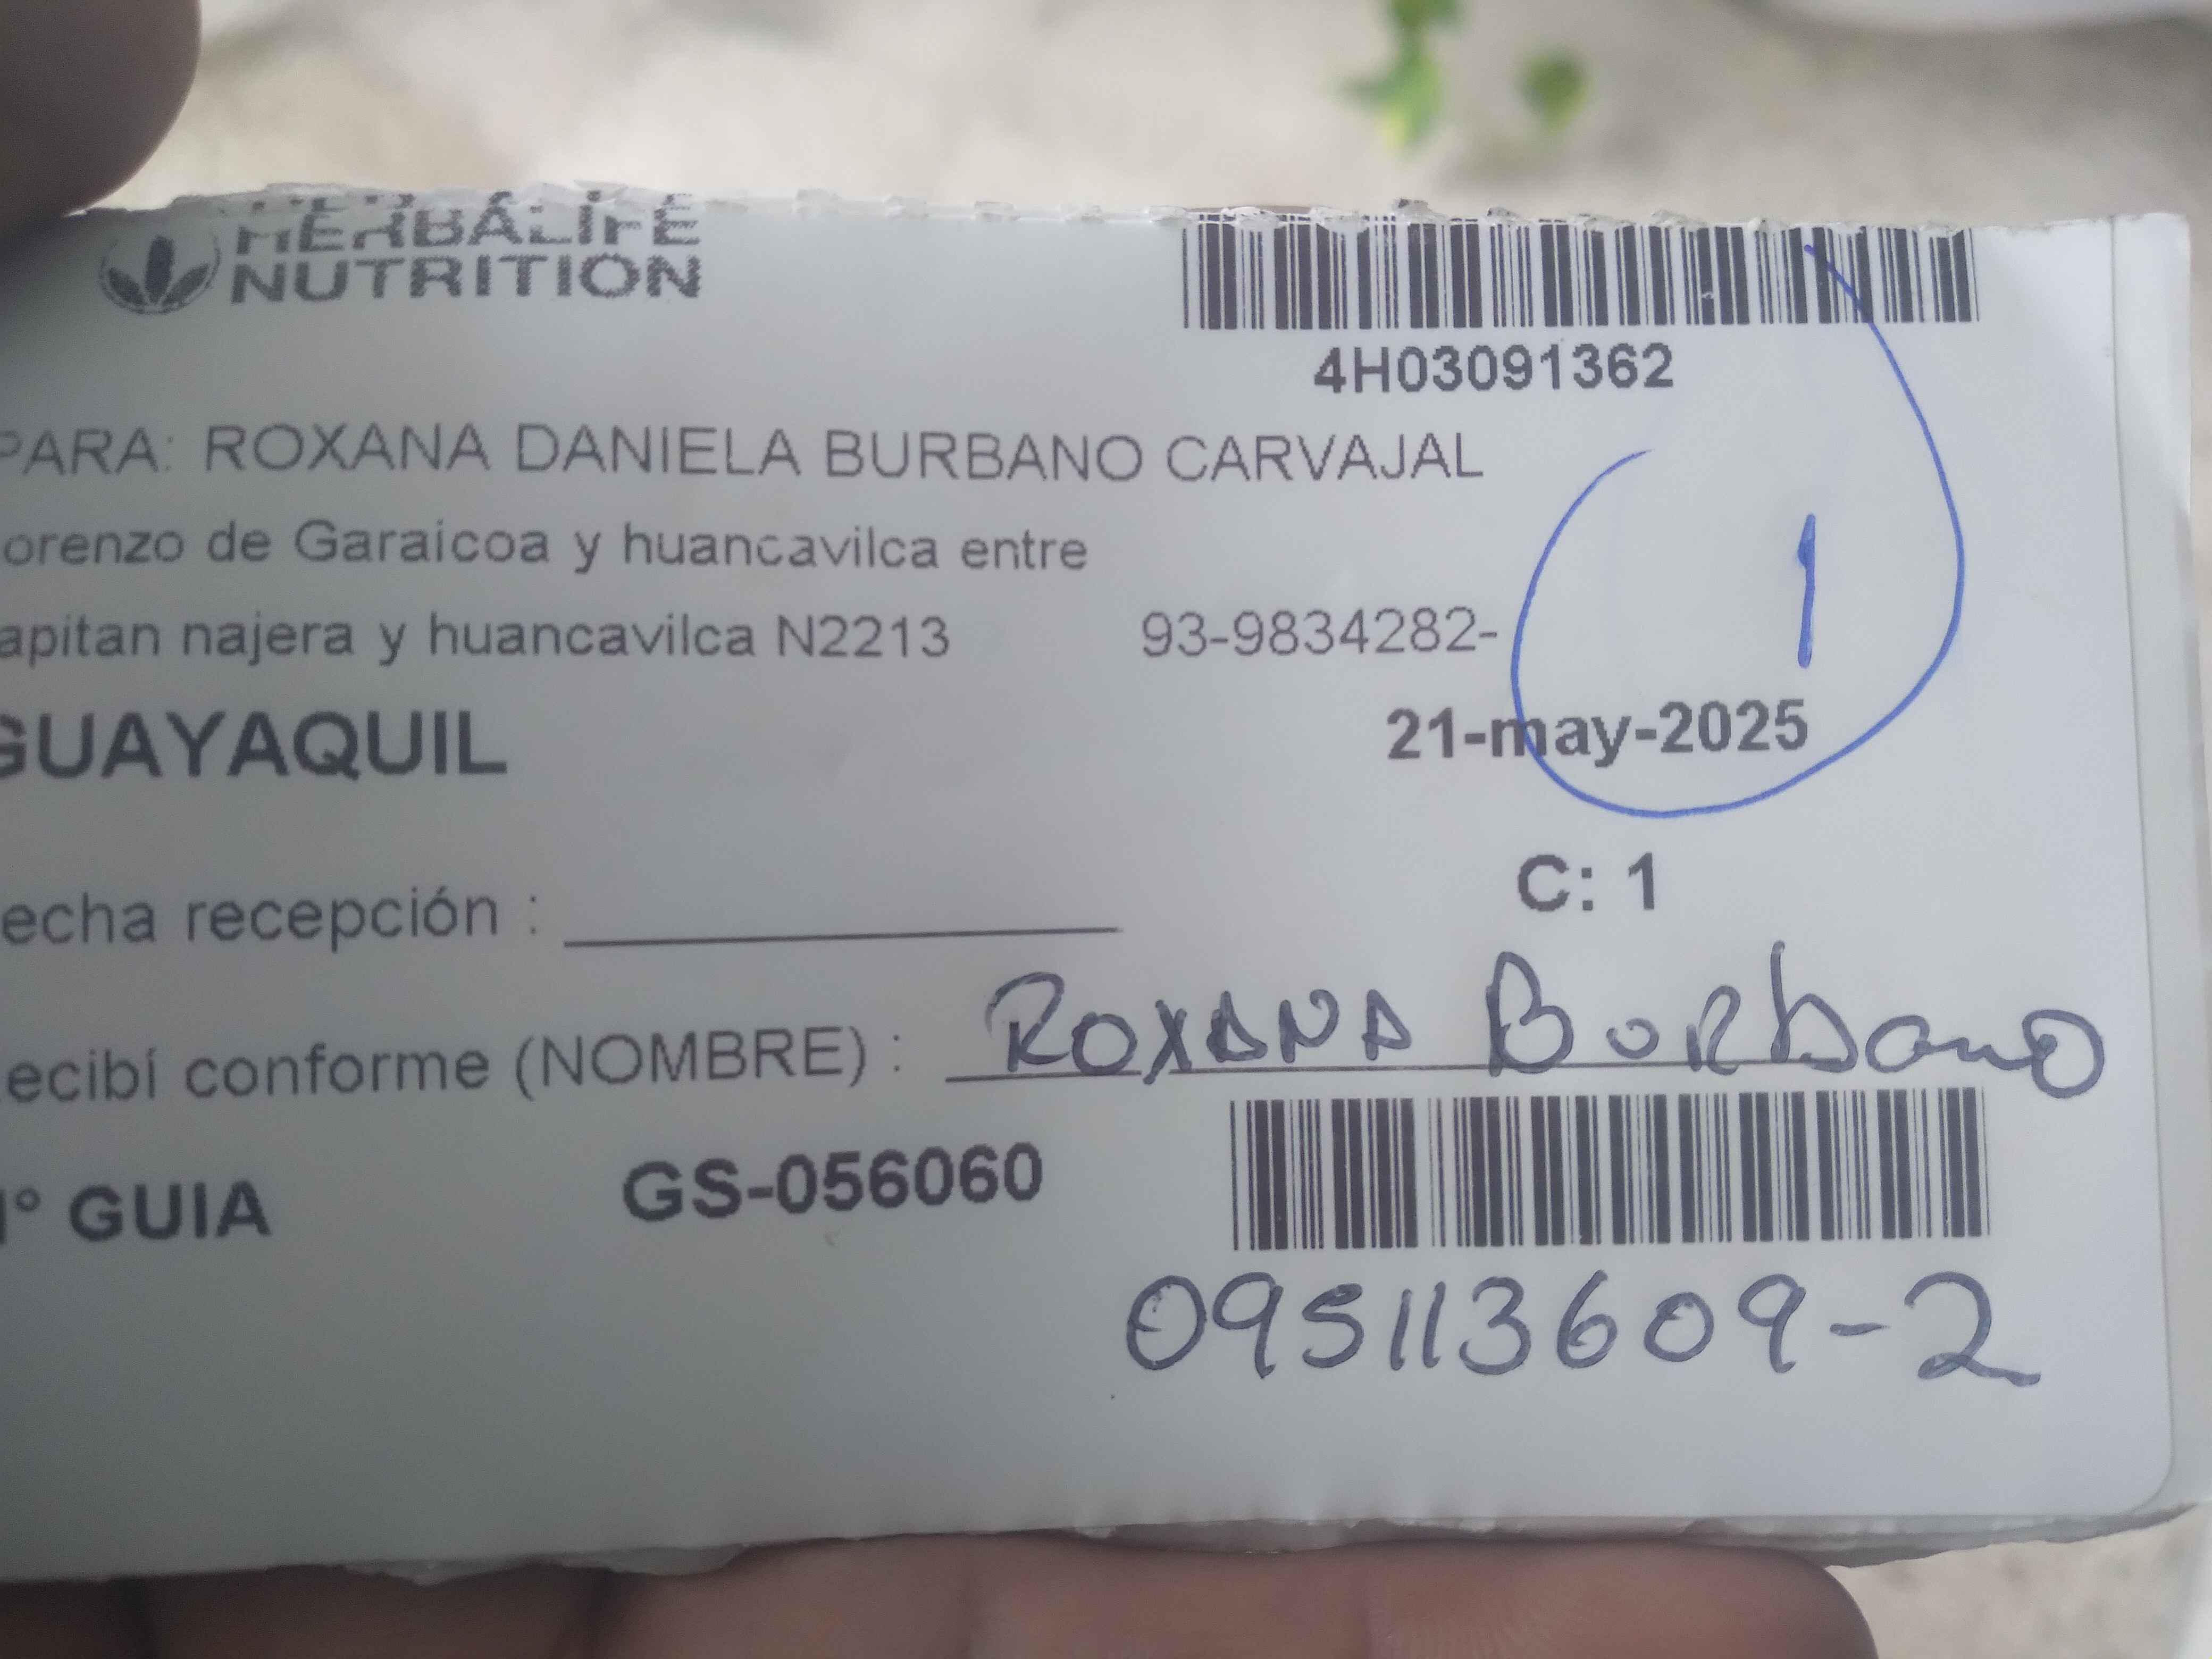 HERBALIFE
NUTRITION
4H03091362
PARA: ROXANA DANIELA BURBANO CARVAJAL
orenzo de Garaicoa y huancavilca entre
apitan najera y huancavilca N2213 93-9834282-
1
GUAYAQUIL 21-may-2025
C: 1
echa recepción :
ecibí conforme (NOMBRE) : ROXANA BURbano
N° GUIA GS-056060
095113609-2